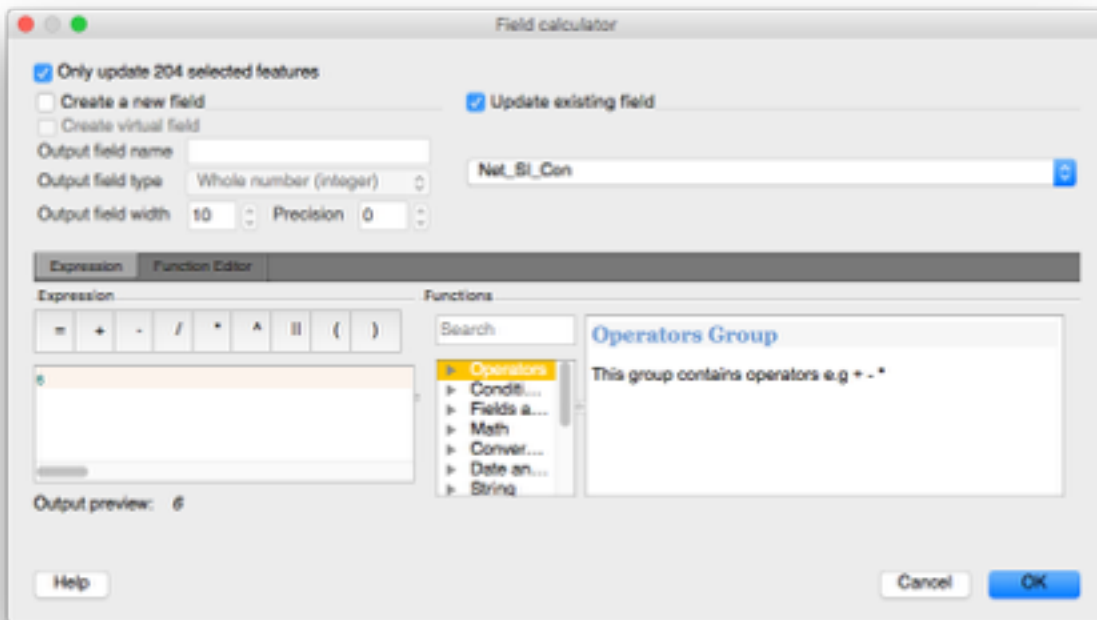 Field calculator
Only update 204 selected features
Create a new field
Update existing field
Create virtual field
Output field name
Output field type Whole number (integer)
Net_SI_Con
Output field width 10 Precision 0
Expression Function Editor
Expression
Functions
= + - / * ^ || ( )
Search
Operators Group
6
Operators
This group contains operators e.g + - *
Conditi....
Fields a....
Math
Conver....
Date an....
String
Output preview: 6
Help
Cancel
OK